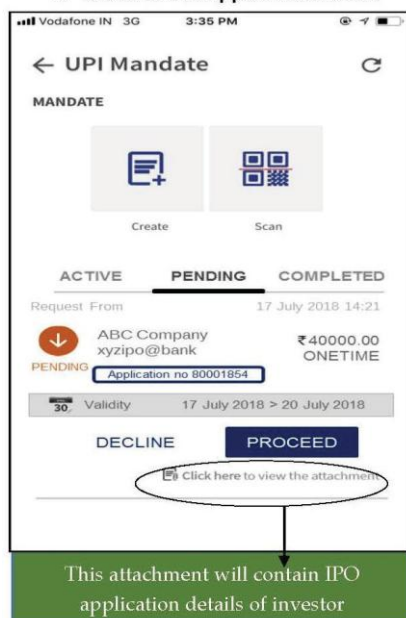 Vodafone IN 3G 3:35 PM
← UPI Mandate
MANDATE
Create Scan
ACTIVE PENDING COMPLETED
Request From 17 July 2018 14:21
ABC Company ₹40000.00
xyzipo@bank ONETIME
PENDING Application no 80001854
30 Validity 17 July 2018 > 20 July 2018
DECLINE PROCEED
Click here to view the attachment
This attachment will contain IPO
application details of investor